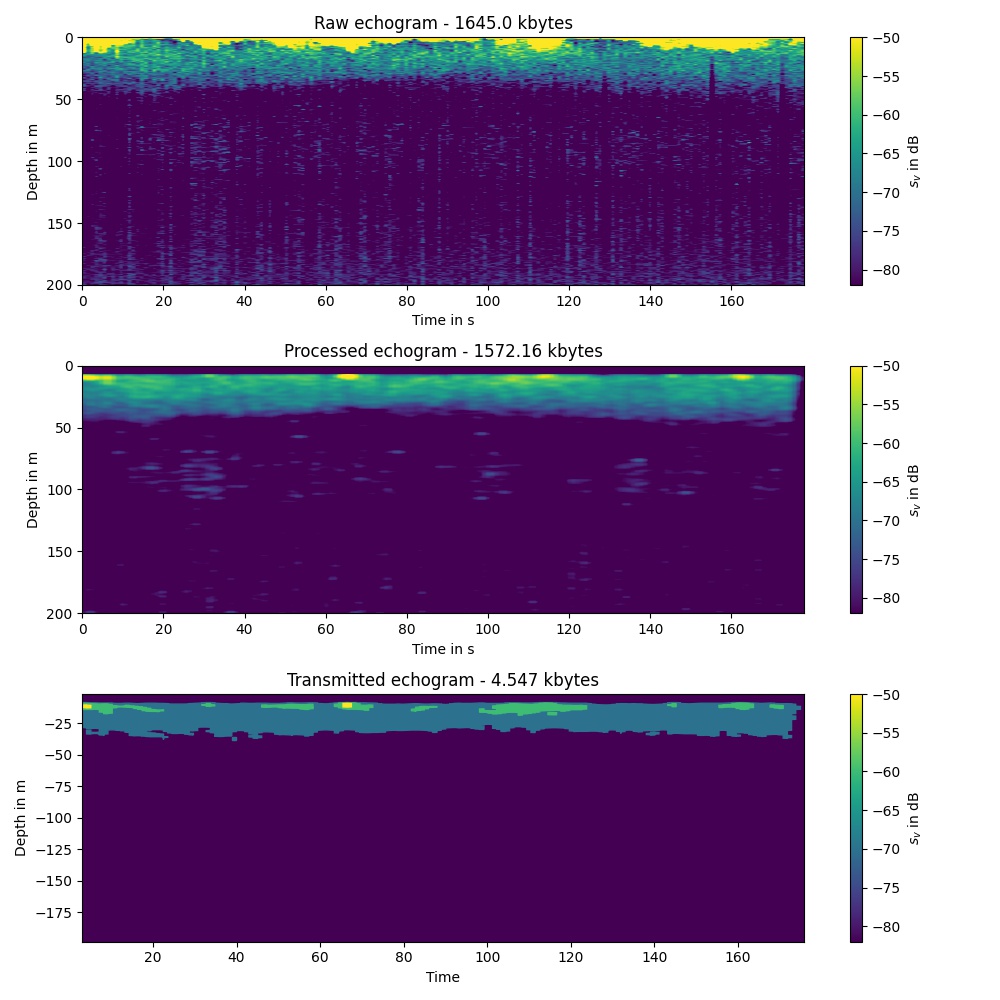 Raw echogram - 1645.0 kbytes
0
50
100
150
200
Depth in m
0 20 40 60 80 100 120 140 160
Time in s
−50
−55
−60
−65
−70
−75
−80
s_v in dB
Processed echogram - 1572.16 kbytes
0
50
100
150
200
Depth in m
0 20 40 60 80 100 120 140 160
Time in s
−50
−55
−60
−65
−70
−75
−80
s_v in dB
Transmitted echogram - 4.547 kbytes
−25
−50
−75
−100
−125
−150
−175
Depth in m
20 40 60 80 100 120 140 160
Time
−50
−55
−60
−65
−70
−75
−80
s_v in dB